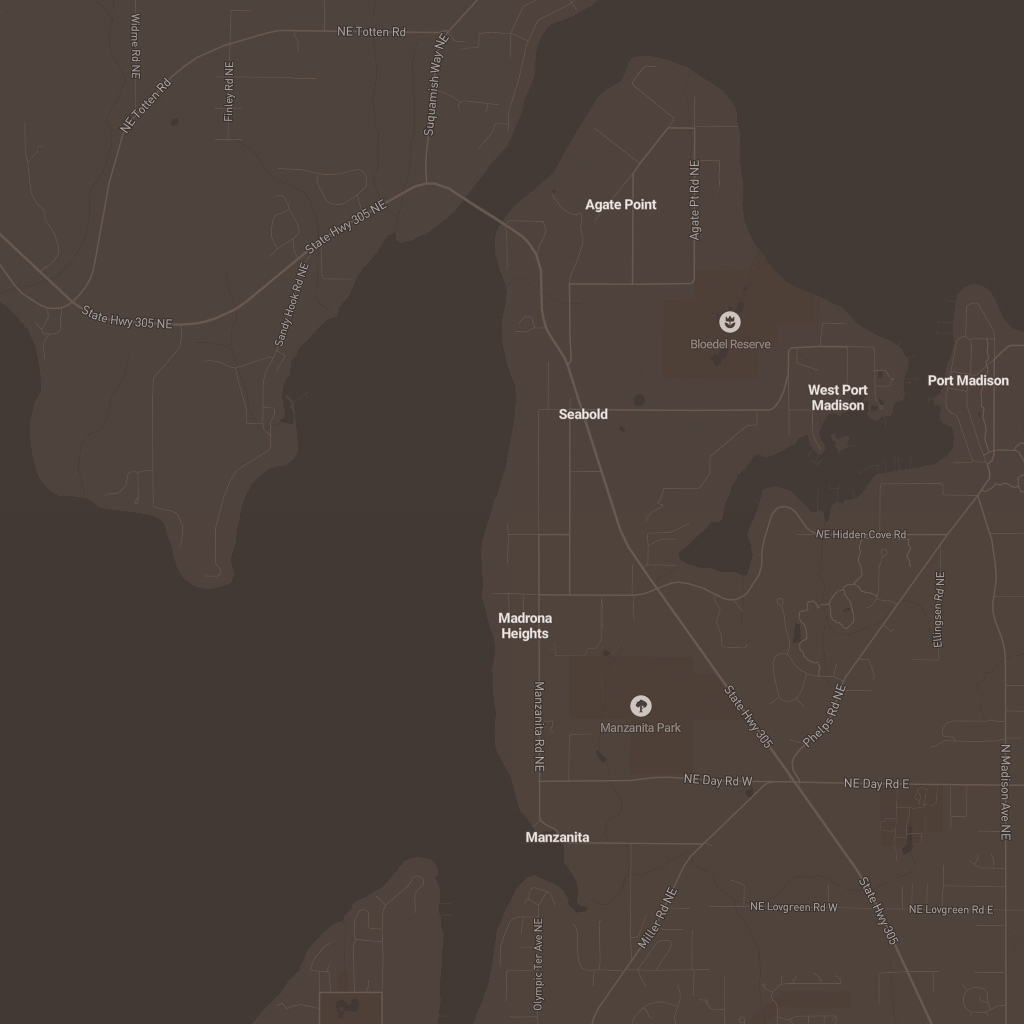 NE Totten Rd
Widme Rd NE
Suquamish Way NE
Finley Rd NE
NE Totten Rd
Agate Pt Rd NE
Agate Point
State Hwy 305 NE
Sandy Hook Rd NE
State Hwy 305 NE
Bloedel Reserve
Port Madison
West Port
Madison
Seabold
NE Hidden Cove Rd
Ellingsen Rd NE
Madrona
Heights
State Hwy 305
Phelps Rd NE
Manzanita Rd NE
Manzanita Park
NE Day Rd W
NE Day Rd E
N Madison Ave NE
Manzanita
Miller Rd NE
NE Lovgreen Rd W
State Hwy 305
NE Lovgreen Rd E
Olympic Ter Ave NE